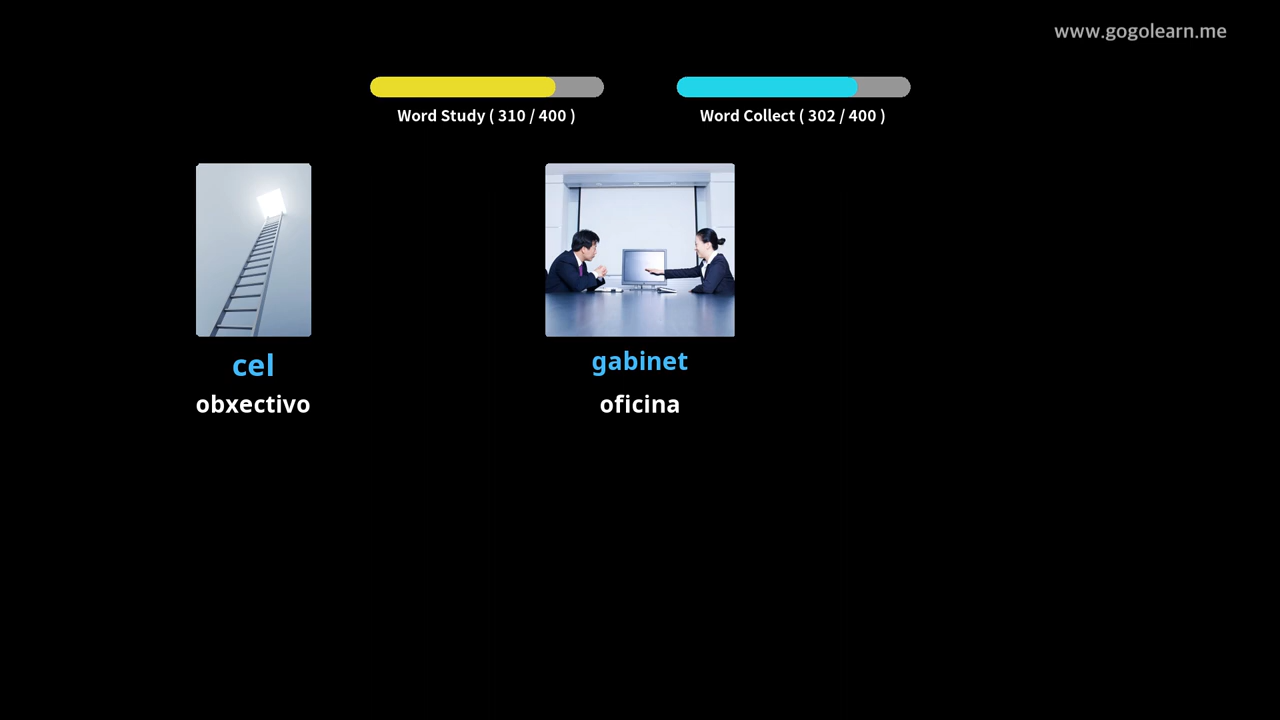 www.gogolearn.me
Word Study ( 310 / 400 )
Word Collect ( 302 / 400 )
cel
obxectivo
gabinet
oficina